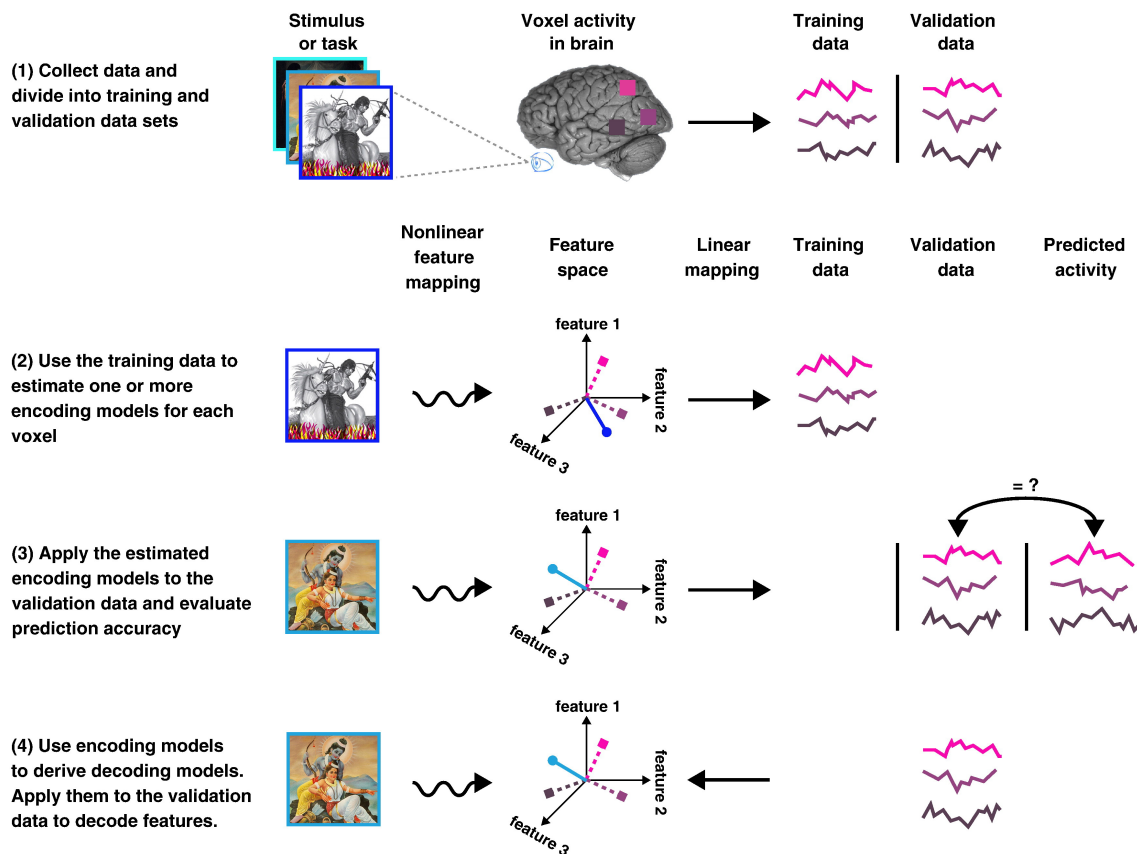 Stimulus
or task
Voxel activity
in brain
Training
data
Validation
data
(1) Collect data and
divide into training and
validation data sets
Nonlinear
feature
mapping
Feature
space
Linear
mapping
Training
data
Validation
data
Predicted
activity
(2) Use the training data to
estimate one or more
encoding models for each
voxel
feature 1
feature 2
feature 3
= ?
(3) Apply the estimated
encoding models to the
validation data and evaluate
prediction accuracy
feature 1
feature 2
feature 3
(4) Use encoding models
to derive decoding models.
Apply them to the validation
data to decode features.
feature 1
feature 2
feature 3